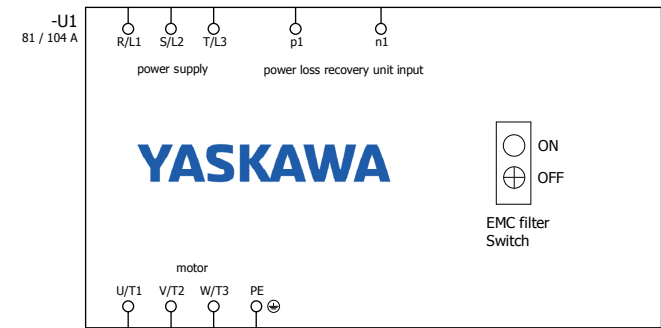 -U1
81 / 104 A
R/L1 S/L2 T/L3 p1 n1
power supply power loss recovery unit input
YASKAWA
ON
OFF
EMC filter
Switch
motor
U/T1 V/T2 W/T3 PE